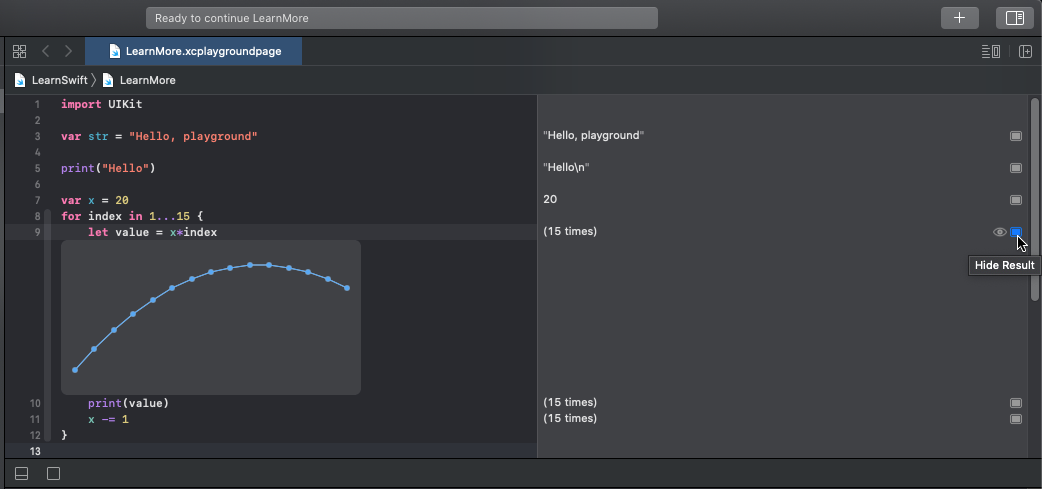 Ready to continue LearnMore
LearnMore.xcplaygroundpage
LearnSwift 〉 LearnMore
1 import UIKit
2
3 var str = "Hello, playground" "Hello, playground"
4
5 print("Hello") "Hello\n"
6
7 var x = 20 20
8 for index in 1...15 {
9 let value = x*index (15 times)
Hide Result
10 print(value) (15 times)
11 x -= 1 (15 times)
12 }
13